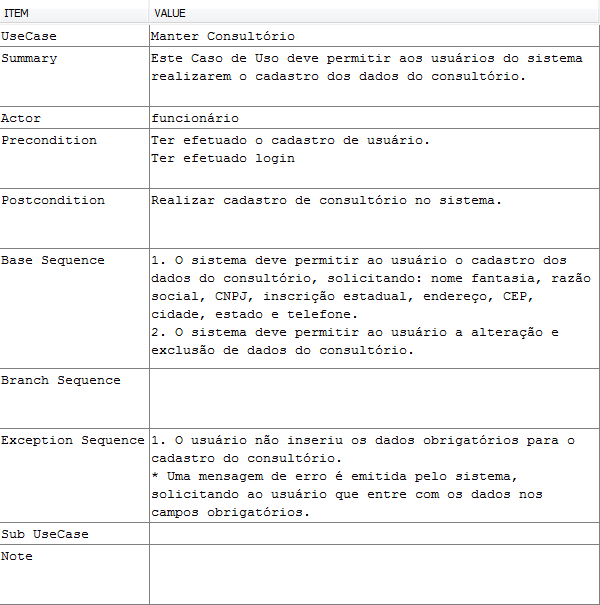 ITEM VALUE
UseCase Manter Consultório
Summary Este Caso de Uso deve permitir aos usuários do sistema
realizarem o cadastro dos dados do consultório.
Actor funcionário
Precondition Ter efetuado o cadastro de usuário.
Ter efetuado login
Postcondition Realizar cadastro de consultório no sistema.
Base Sequence 1. O sistema deve permitir ao usuário o cadastro dos
dados do consultório, solicitando: nome fantasia, razão
social, CNPJ, inscrição estadual, endereço, CEP,
cidade, estado e telefone.
2. O sistema deve permitir ao usuário a alteração e
exclusão de dados do consultório.
Branch Sequence
Exception Sequence 1. O usuário não inseriu os dados obrigatórios para o
cadastro do consultório.
* Uma mensagem de erro é emitida pelo sistema,
solicitando ao usuário que entre com os dados nos
campos obrigatórios.
Sub UseCase
Note